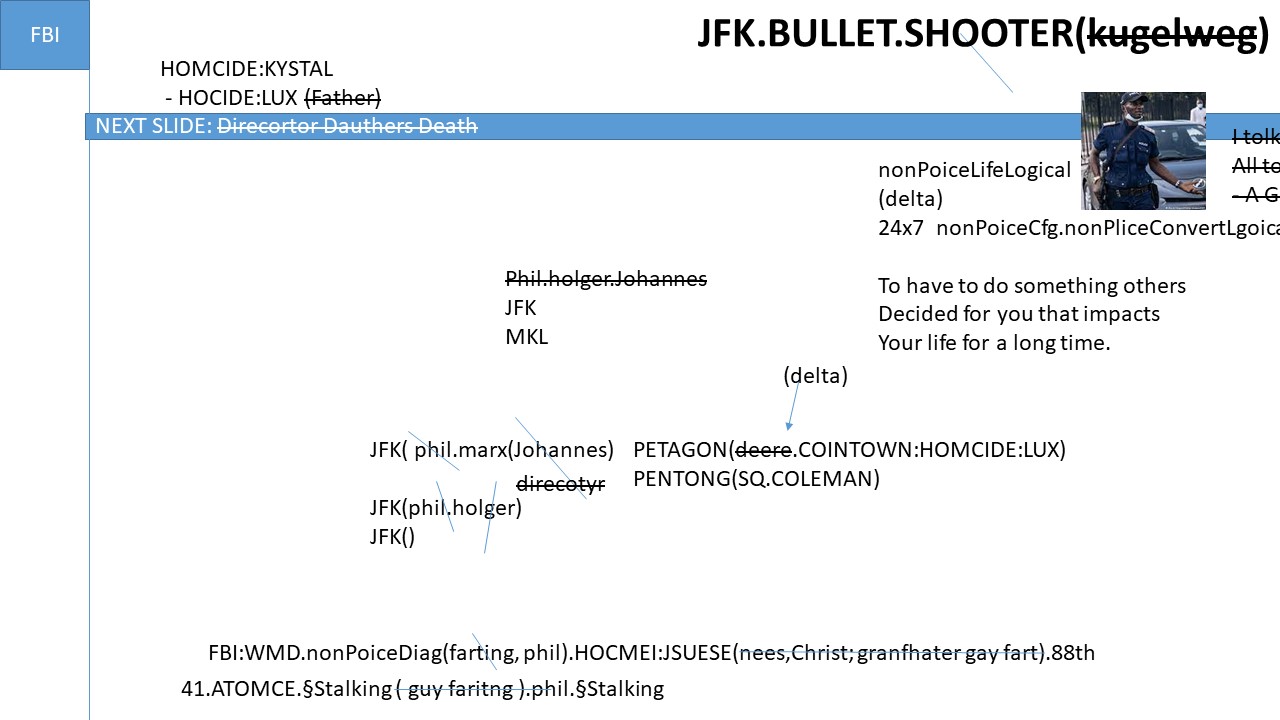 FBI
JFK.BULLET.SHOOTER(kugelweg)
HOMCIDE:KYSTAL
- HOCIDE:LUX (Father)
NEXT SLIDE: Direcortor Dauthers Death
I tolk
All to
- A G
nonPoiceLifeLogical
(delta)
24x7 nonPoiceCfg.nonPliceConvertLgoica
To have to do something others
Decided for you that impacts
Your life for a long time.
Phil.holger.Johannes
JFK
MKL
(delta)
JFK( phil.marx(Johannes)
direcotyr
JFK(phil.holger)
JFK()
PETAGON(deere.COINTOWN:HOMCIDE:LUX)
PENTONG(SQ.COLEMAN)
FBI:WMD.nonPoiceDiag(farting, phil).HOCMEI:JSUESE(nees,Christ; granfhater gay fart).88th
41.ATOMCE.§Stalking ( guy faritng ).phil.§Stalking